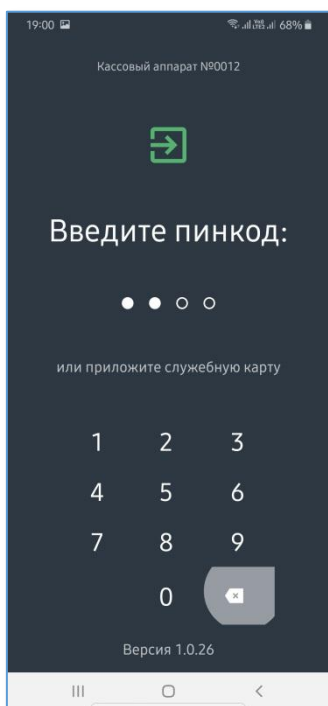 19:00 68%
Кассовый аппарат №0012
Введите пинкод:
или приложите служебную карту
1 2 3
4 5 6
7 8 9
0
Версия 1.0.26